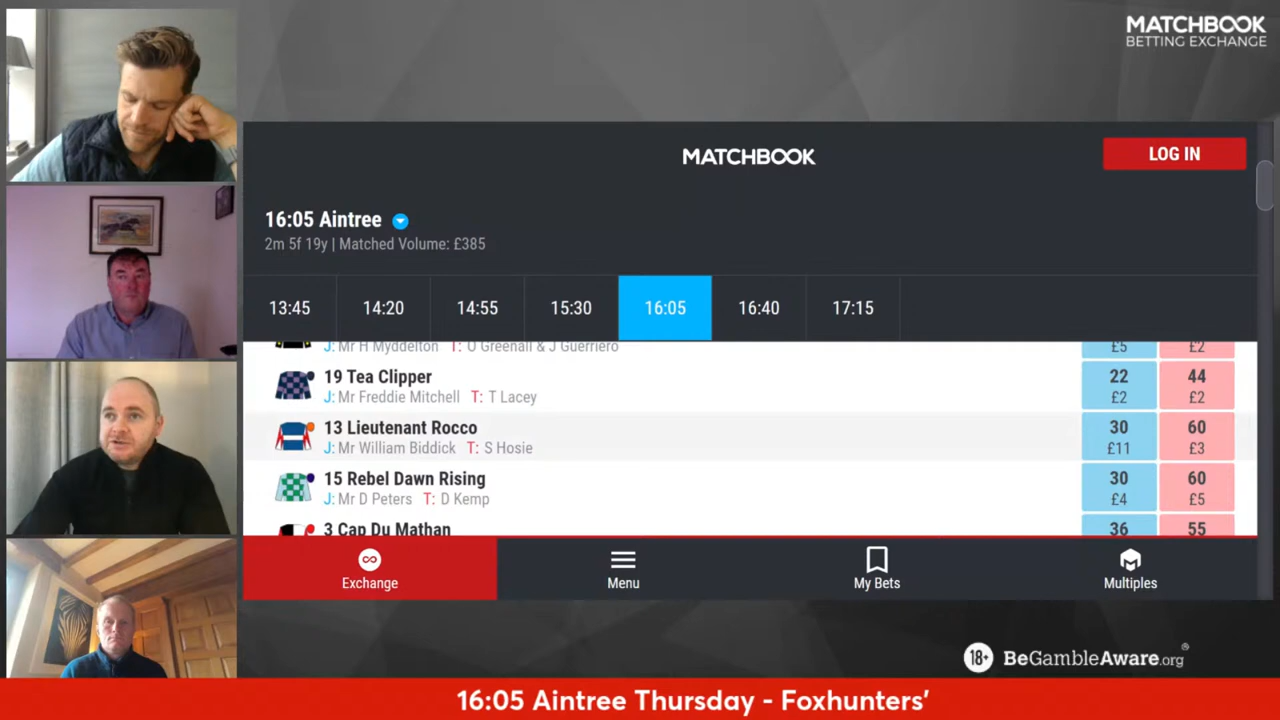 MATCHBOOK
BETTING EXCHANGE
MATCHBOOK
LOG IN
16:05 Aintree
2m 5f 19y | Matched Volume: £385
13:45 14:20 14:55 15:30 16:05 16:40 17:15
J: Mr H Myddelton T: O Greenall & J Guerriero £5 £2
19 Tea Clipper 22 44
J: Mr Freddie Mitchell T: T Lacey £2 £2
13 Lieutenant Rocco 30 60
J: Mr William Biddick T: S Hosie £11 £3
15 Rebel Dawn Rising 30 60
J: Mr D Peters T: D Kemp £4 £5
3 Cap Du Mathan 36 55
Exchange Menu My Bets Multiples
18+ BeGambleAware.org®
16:05 Aintree Thursday - Foxhunters'